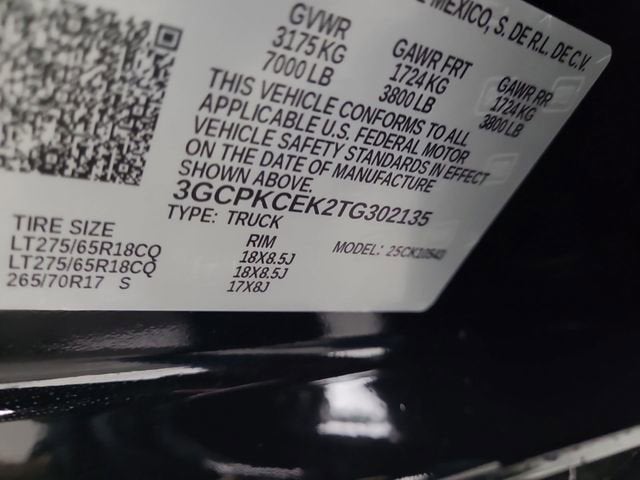 E MEXICO, S. DE R.L. DE C.V.
GVWR GAWR FRT GAWR RR
3175 KG 1724 KG 1724 KG
7000 LB 3800 LB 3800 LB
THIS VEHICLE CONFORMS TO ALL
APPLICABLE U.S. FEDERAL MOTOR
VEHICLE SAFETY STANDARDS IN EFFECT
ON THE DATE OF MANUFACTURE
SHOWN ABOVE.
3GCPKCEK2TG302135
TYPE: TRUCK
TIRE SIZE RIM MODEL:
LT275/65R18CQ 18X8.5J
LT275/65R18CQ 18X8.5J
265/70R17 S 17X8J